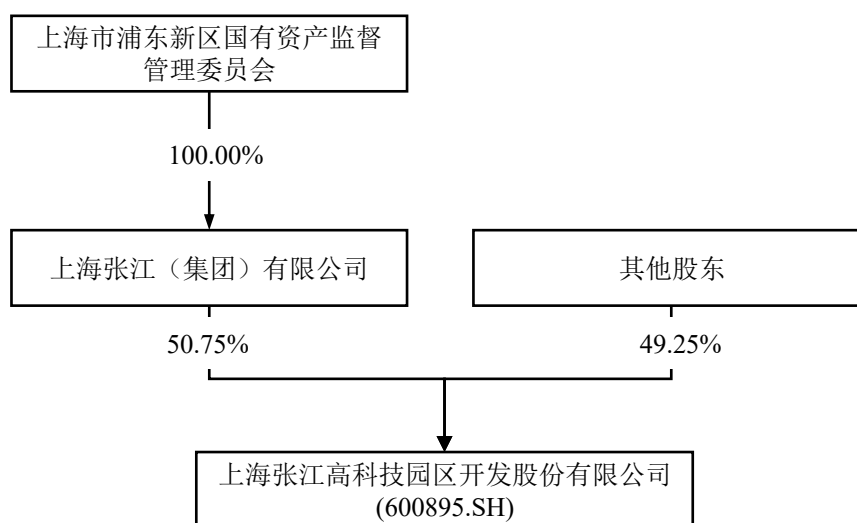 上海市浦东新区国有资产监督
管理委员会
100.00%
上海张江（集团）有限公司
其他股东
50.75%
49.25%
上海张江高科技园区开发股份有限公司
(600895.SH)